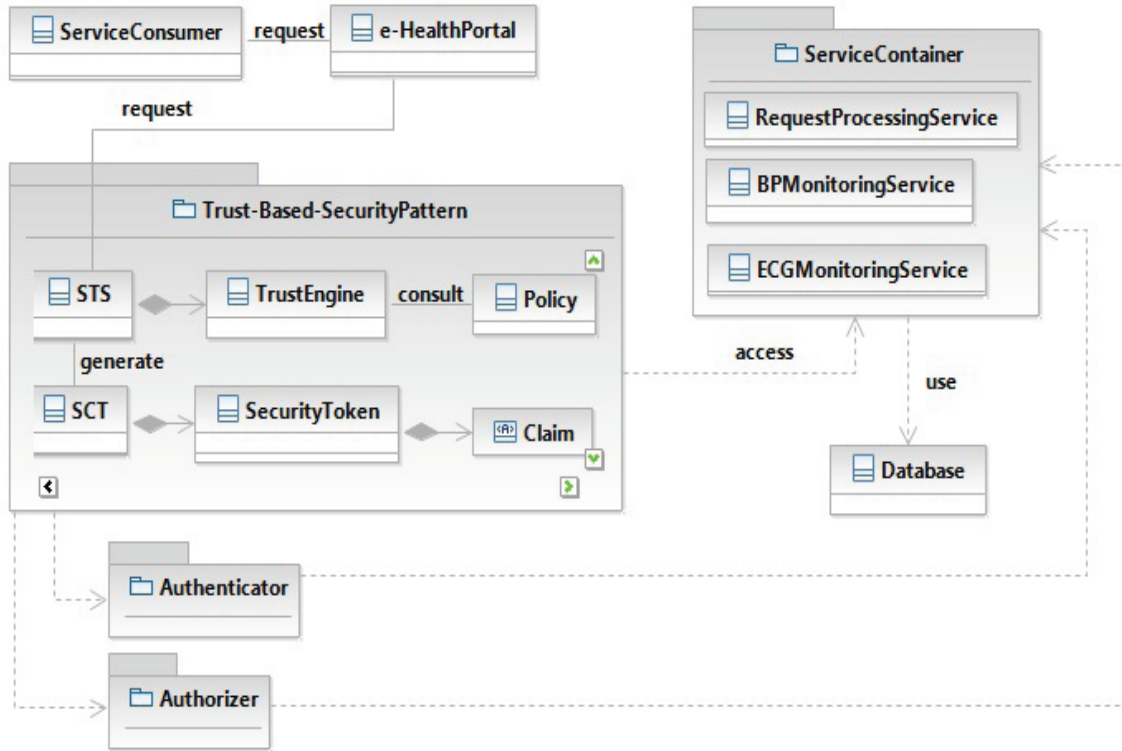 ServiceConsumer
request
e-HealthPortal
request
ServiceContainer
RequestProcessingService
BPMonitoringService
ECGMonitoringService
Trust-Based-SecurityPattern
STS
TrustEngine
consult
Policy
generate
SCT
SecurityToken
<A>
Claim
access
use
Database
Authenticator
Authorizer